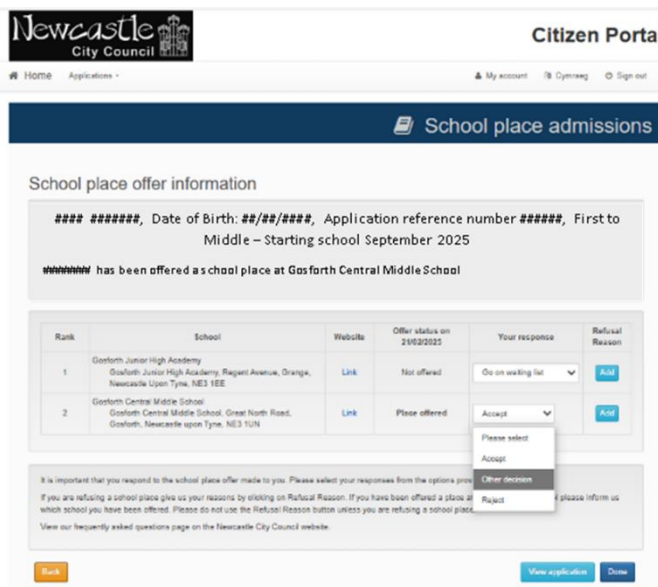 Newcastle
City Council
Citizen Porta
Home Applications
My account Cymraeg Sign out
School place admissions
School place offer information
#### #######, Date of Birth: ##/##/####, Application reference number ######, First to
Middle – Starting school September 2025
######## has been offered a school place at Gosforth Central Middle School
Rank School Website Offer status on 21/02/2025 Your response Refusal Reason
1 Gosforth Junior High Academy Link Not offered Go on waiting list Add
Gosforth Junior High Academy, Regent Avenue, Grange,
Newcastle Upon Tyne, NE3 1EE
2 Gosforth Central Middle School Link Place offered Accept Add
Gosforth Central Middle School, Great North Road,
Gosforth, Newcastle upon Tyne, NE3 1UN
Please select
Accept
Other decision
Reject
It is important that you respond to the school place offer made to you. Please select your responses from the options prov
If you are refusing a school place give us your reasons by clicking on Refusal Reason. If you have been offered a place a please inform us
which school you have been offered. Please do not use the Refusal Reason button unless you are refusing a school place
View our frequently asked questions page on the Newcastle City Council website.
Back View application Done